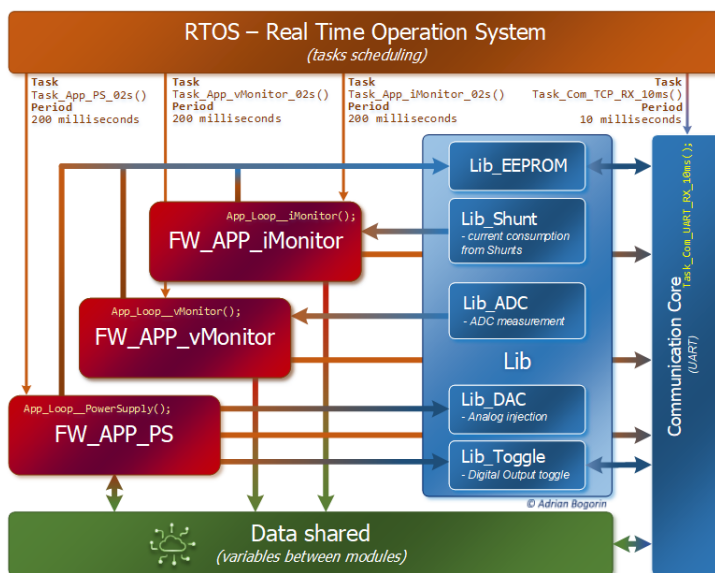 RTOS – Real Time Operation System
(tasks scheduling)
Task
Task_App_PS_02s()
Period
200 milliseconds
Task
Task_App_vMonitor_02s()
Period
200 milliseconds
Task
Task_App_iMonitor_02s()
Period
200 milliseconds
Task
Task_Com_TCP_RX_10ms()
Period
10 milliseconds
Lib_EEPROM
App_Loop__iMonitor();
FW_APP_iMonitor
Lib_Shunt
- current consumption
from Shunts
App_Loop__vMonitor();
FW_APP_vMonitor
Lib_ADC
- ADC measurement
Lib
App_Loop__PowerSupply();
FW_APP_PS
Lib_DAC
- Analog injection
Lib_Toggle
- Digital Output toggle
Task_Com_UART_RX_10ms();
Communication Core
(UART)
© Adrian Bogorin
Data shared
(variables between modules)